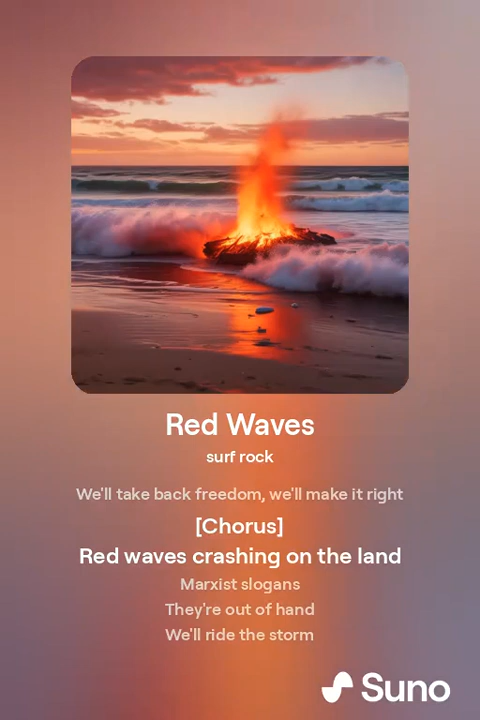 Red Waves
surf rock
We'll take back freedom, we'll make it right
[Chorus]
Red waves crashing on the land
Marxist slogans
They're out of hand
We'll ride the storm
Suno